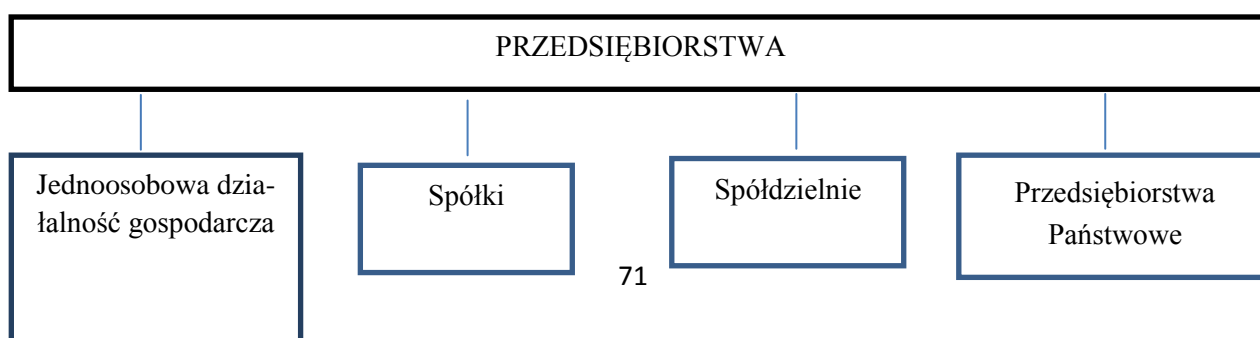 PRZEDSIĘBIORSTWA
Jednoosobowa dzia-
łalność gospodarcza
Spółki
Spółdzielnie
Przedsiębiorstwa
Państwowe
71